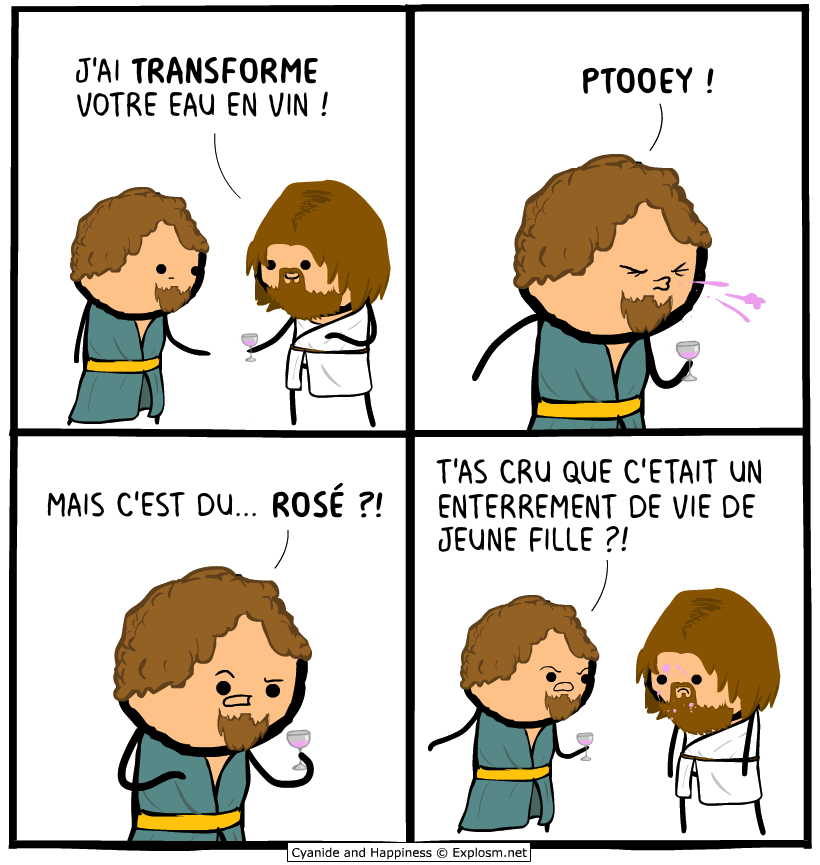 J'AI TRANSFORME
VOTRE EAU EN VIN !
PTOOEY !
MAIS C'EST DU... ROSÉ ?!
T'AS CRU QUE C'ETAIT UN
ENTERREMENT DE VIE DE
JEUNE FILLE ?!
Cyanide and Happiness © Explosm.net